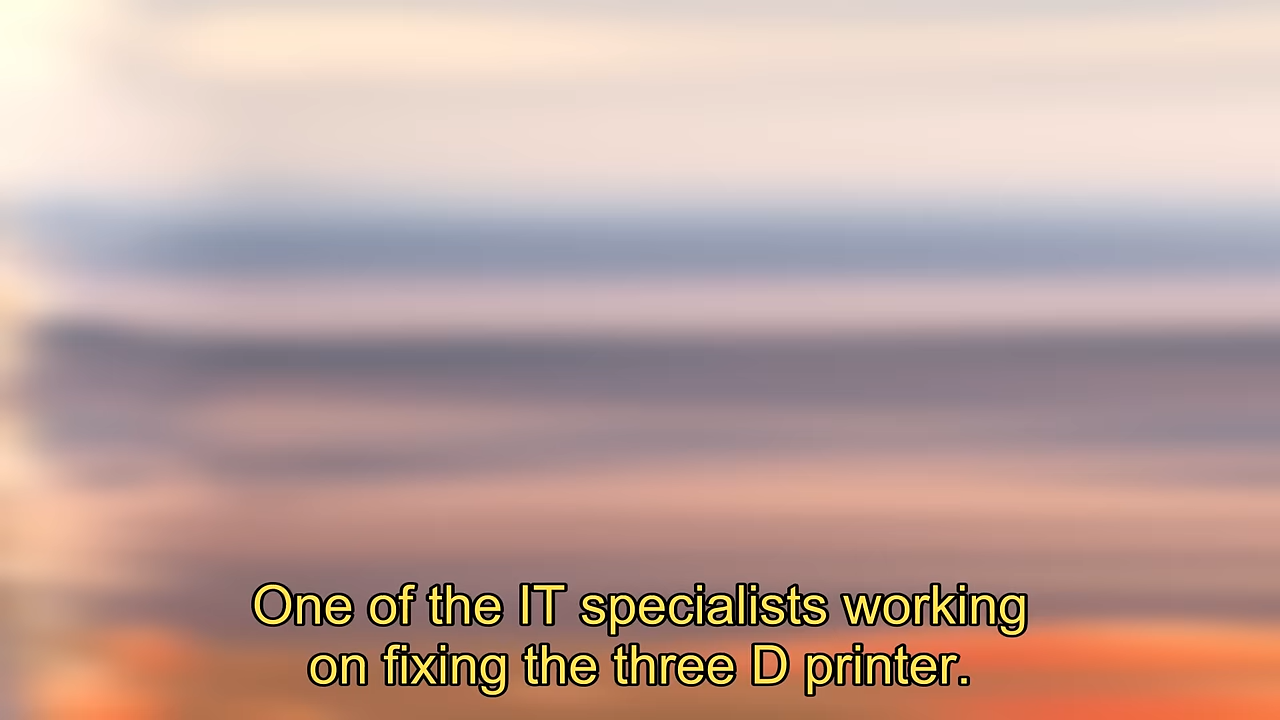 One of the IT specialists working
on fixing the three D printer.